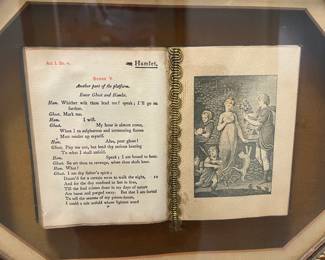 Act I. Sc. v.
Hamlet,
Scene V
Another part of the platform.
Enter Ghost and Hamlet.
Ham. Whither wilt thou lead me? speak; I'll go no
further.
Ghost. Mark me.
Ham. I will.
Ghost. My hour is almost come,
When I to sulphurous and tormenting flames
Must render up myself.
Ham. Alas, poor ghost!
Ghost. Pity me not, but lend thy serious hearing
To what I shall unfold.
Ham. Speak; I am bound to hear.
Ghost. So art thou to revenge, when thou shalt hear.
Ham. What?
Ghost. I am thy father's spirit;
Doom'd for a certain term to walk the night, 10
And for the day confined to fast in fires,
Till the foul crimes done in my days of nature
Are burnt and purged away. But that I am forbid
To tell the secrets of my prison-house,
I could a tale unfold whose lightest word